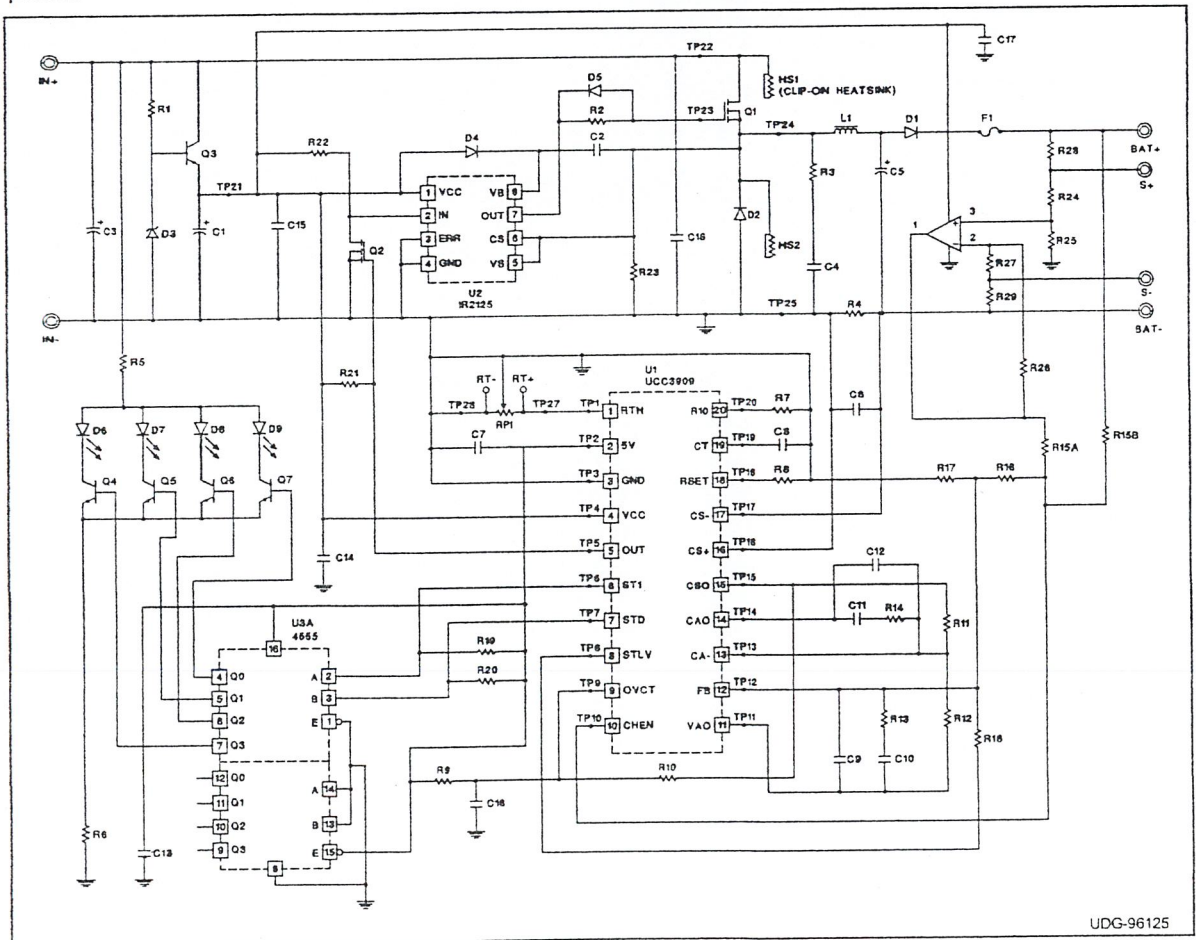 C17
TP22
IN+
D5
HS1
(CLIP-ON HEATSINK)
R1
R2
TP23
Q1
L1
D1
F1
TP24
BAT+
D4
C2
R22
Q3
R28
S+
R3
C5
TP21
1 VCC VB 8
R24
2 IN OUT 7
3
1
D2
C3
D3
C1
C15
3 ERR CS 6
C16
R25
2
Q2
4 GND VS 5
HS2
R27
R23
C4
U2
IR2125
S-
R29
TP25
R4
IN-
BAT-
R5
R26
U1
UCC3909
R21
RT-
RT+
TP26
TP27
TP1
1 RTH R10 20
TP20
R7
C6
RP1
D6
D7
D8
D9
C7
TP2
2 5V CT 19
TP19
C8
R15A
R15B
Q4
Q5
Q6
Q7
TP3
3 GND RSET 18
TP18
R8
R17
R16
TP4
4 VCC CS- 17
TP17
TP5
5 OUT CS+ 16
TP16
C14
C12
TP6
6 ST1 CSO 15
TP15
U3A
4555
TP7
7 STD CAO 14
TP14
C11
R14
R11
16
R19
TP8
8 STLV CA- 13
TP13
4 Q0 A 2
R20
5 Q1 B 3
TP9
9 OVCT FB 12
TP12
6 Q2 E 1
R13
R12
TP10
10 CHEN VAO 11
TP11
7 Q3
R18
12 Q0
R9
R10
C9
C10
11 Q1 A 14
C18
10 Q2 B 13
R6
9 Q3 E 15
C13
8
UDG-96125